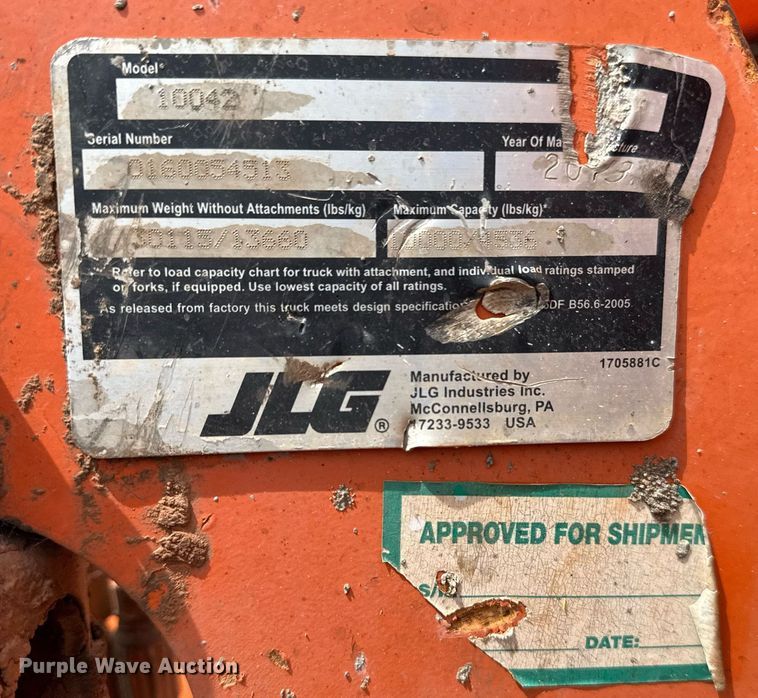 Model
10042
Serial Number
Year Of Ma cture
0160054513
2013
Maximum Weight Without Attachments (lbs/kg)
Maximum Capacity (lbs/kg)*
30115/13660
10000/4536
Refer to load capacity chart for truck with attachment, and individual load ratings stamped
on forks, if equipped. Use lowest capacity of all ratings.
As released from factory this truck meets design specificatio SDF B56.6-2005
1705881C
JLG ®
Manufactured by
JLG Industries Inc.
McConnellsburg, PA
17233-9533 USA
APPROVED FOR SHIPMEN
S/
DATE:
Purple Wave Auction